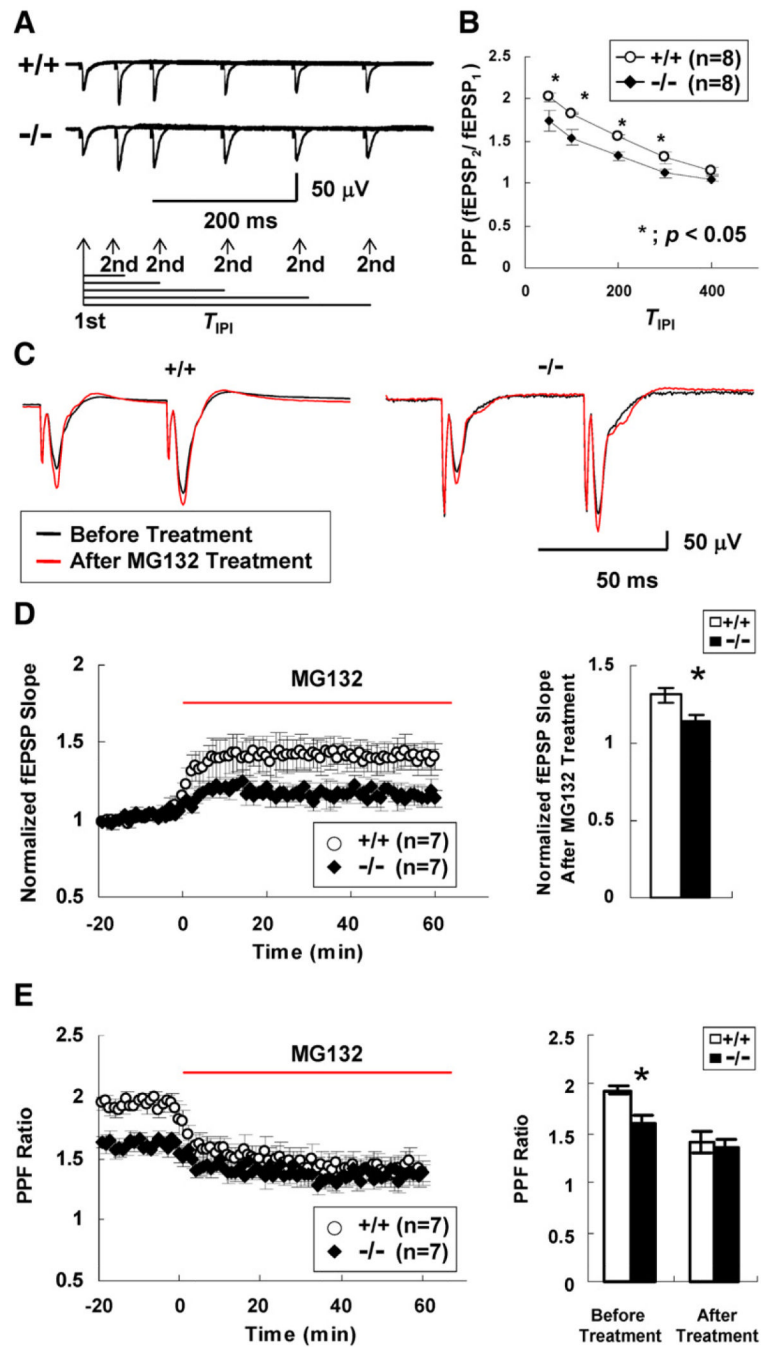 A
+/+
-/-
50 μV
200 ms
2nd 2nd 2nd 2nd 2nd
1st
TIPI
B
PPF (fEPSP2/ fEPSP1)
2.5
2
1.5
1
0.5
0
+/+ (n=8)
-/- (n=8)
* * * *
* ; p < 0.05
0 200 400
TIPI
C
+/+
-/-
Before Treatment
After MG132 Treatment
50 μV
50 ms
D
Normalized fEPSP Slope
2
1.5
1
0.5
MG132
+/+ (n=7)
-/- (n=7)
-20 0 20 40 60
Time (min)
+/+
-/-
Normalized fEPSP Slope
After MG132 Treatment
1.5
1
0.5
0
*
E
PPF Ratio
2.5
2
1.5
1
0.5
MG132
+/+ (n=7)
-/- (n=7)
-20 0 20 40 60
Time (min)
PPF Ratio
2.5
2
1.5
1
0.5
0
+/+
-/-
*
Before
Treatment
After
Treatment